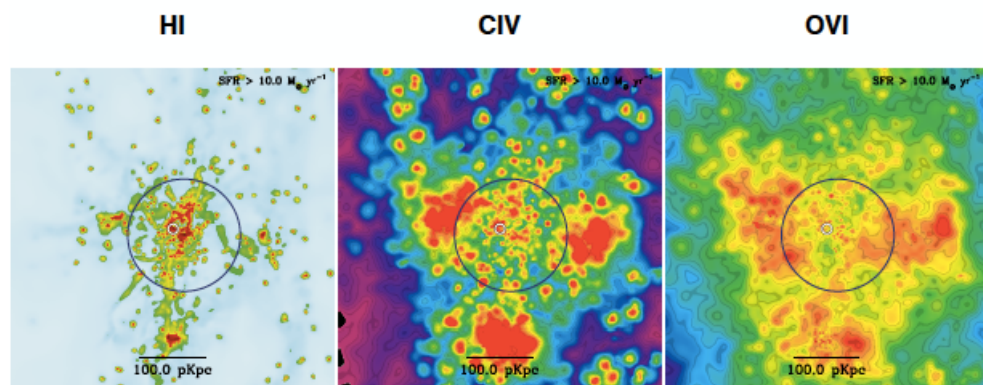 HI
CIV
OVI
SFR > 10.0 M⊙ yr⁻¹
SFR > 10.0 M⊙ yr⁻¹
SFR > 10.0 M⊙ yr⁻¹
100.0 pKpc
100.0 pKpc
100.0 pKpc